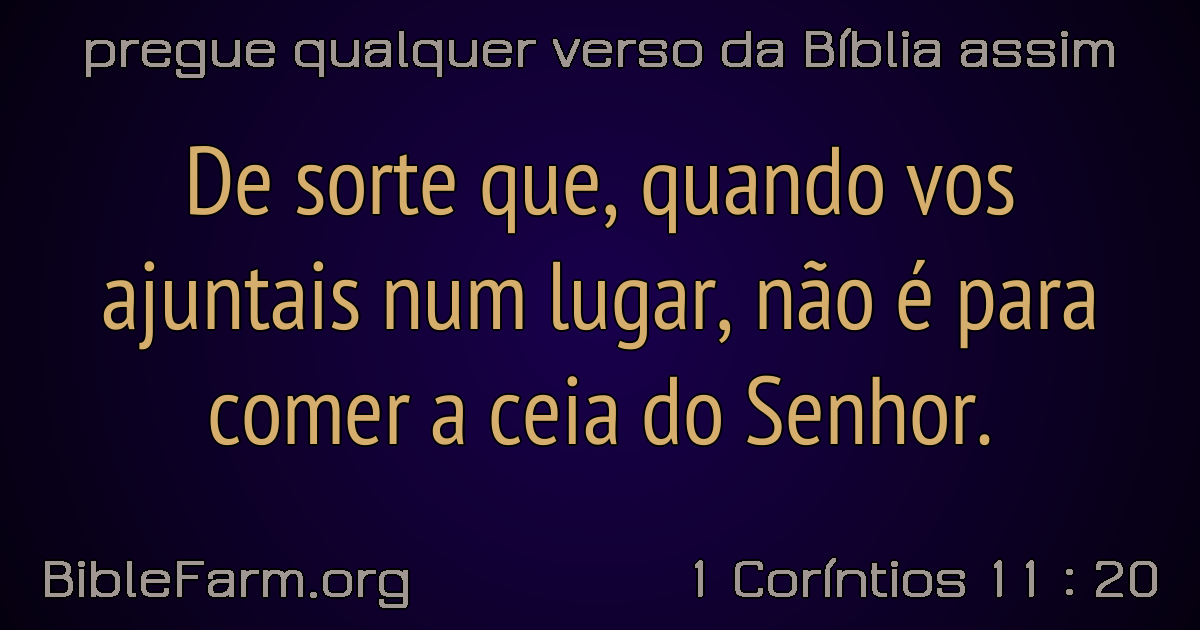 pregue qualquer verso da Bíblia assim
De sorte que, quando vos
ajuntais num lugar, não é para
comer a ceia do Senhor.
BibleFarm.org
1 Coríntios 11 : 20